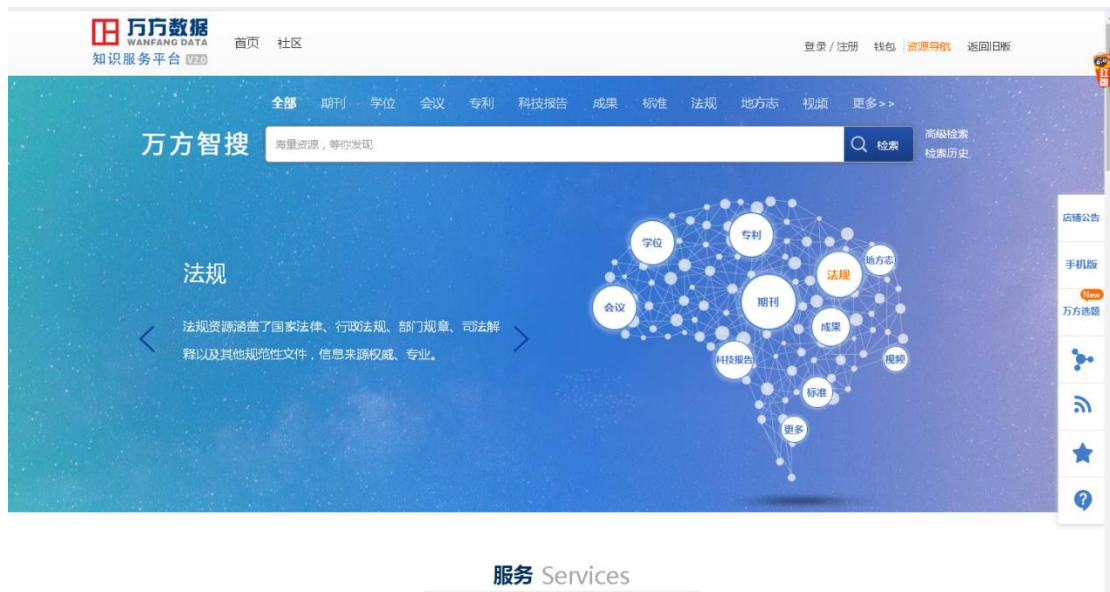 万方数据
WANFANG DATA
知识服务平台 V2.0
首页 社区
登录 / 注册 钱包 资源导航 返回旧版
全部 期刊 学位 会议 专利 科技报告 成果 标准 法规 地方志 视频 更多>>
万方智搜
海量资源，等你发现
检索
高级检索
检索历史
法规
法规资源涵盖了国家法律、行政法规、部门规章、司法解
释以及其他规范性文件，信息来源权威、专业。
学位
专利
地方志
法规
会议
期刊
成果
科技报告
视频
标准
更多
店铺公告
手机版
New
万方选题
服务 Services